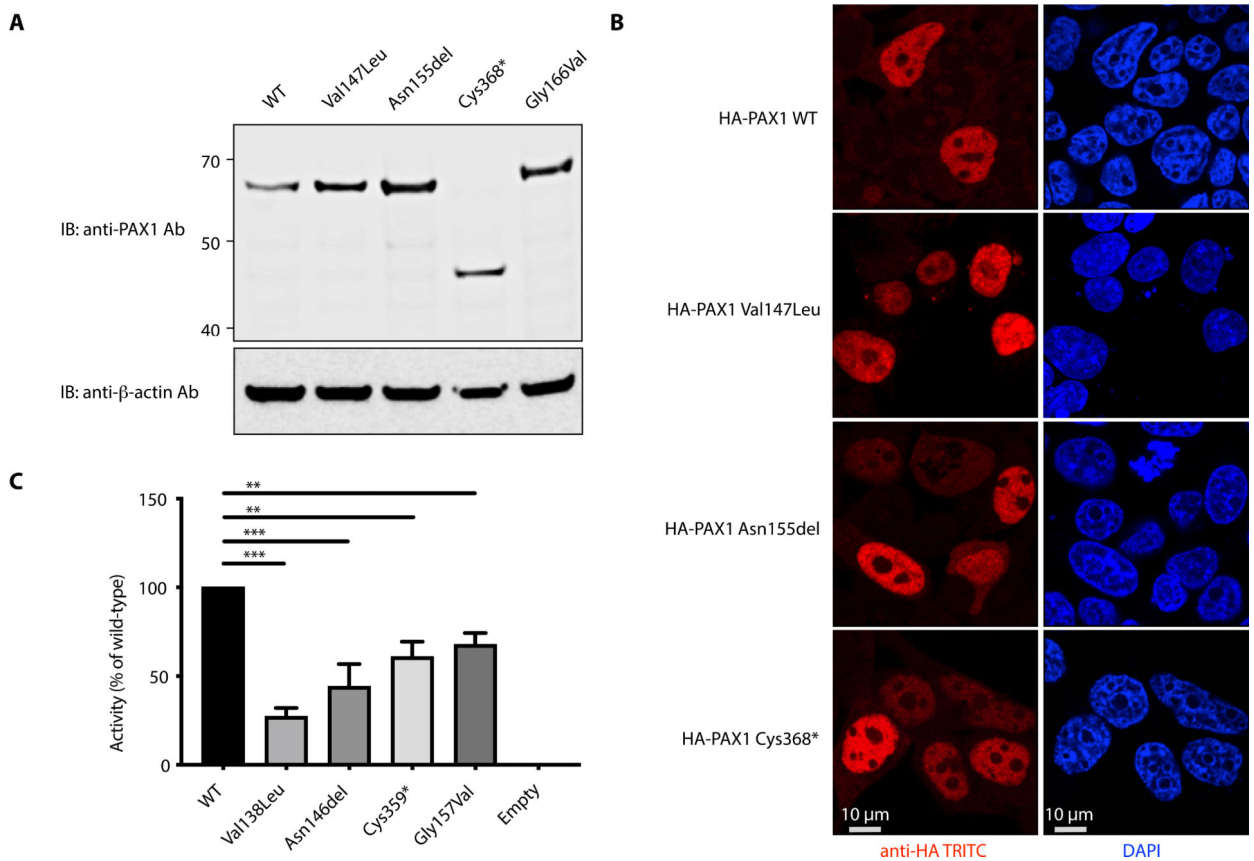 A
WT
Val147Leu
Asn155del
Cys368*
Gly166Val
70
50
40
IB: anti-PAX1 Ab
IB: anti-β-actin Ab
B
HA-PAX1 WT
HA-PAX1 Val147Leu
HA-PAX1 Asn155del
HA-PAX1 Cys368*
10 µm
10 µm
anti-HA TRITC
DAPI
C
Activity (% of wild-type)
150
100
50
0
**
**
***
***
WT
Val138Leu
Asn146del
Cys359*
Gly157Val
Empty